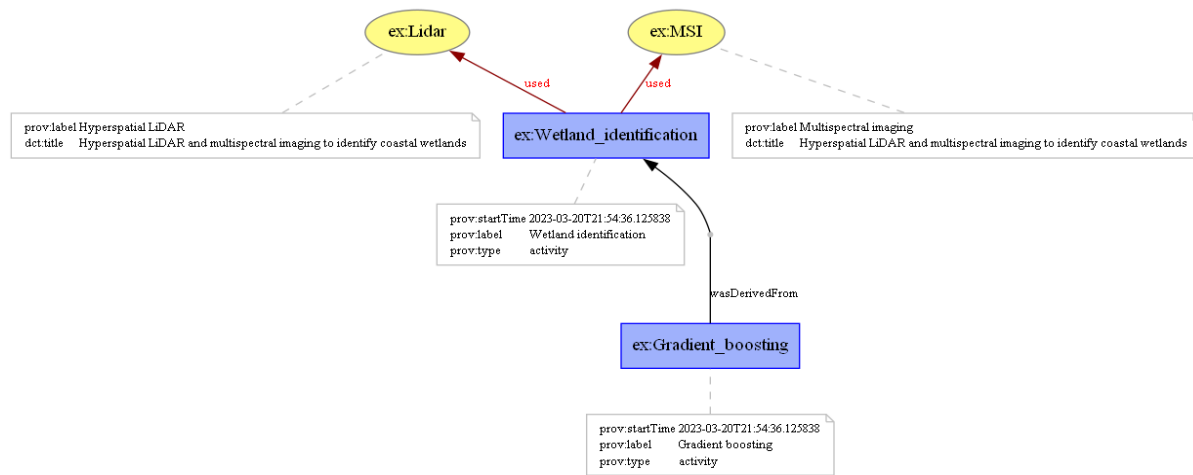 ex:Lidar
ex:MSI
used
used
prov:label Hyperspatial LiDAR
dct:title Hyperspatial LiDAR and multispectral imaging to identify coastal wetlands
ex:Wetland_identification
prov:label Multispectral imaging
dct:title Hyperspatial LiDAR and multispectral imaging to identify coastal wetlands
prov:startTime 2023-03-20T21:54:36.125838
prov:label Wetland identification
prov:type activity
wasDerivedFrom
ex:Gradient_boosting
prov:startTime 2023-03-20T21:54:36.125838
prov:label Gradient boosting
prov:type activity